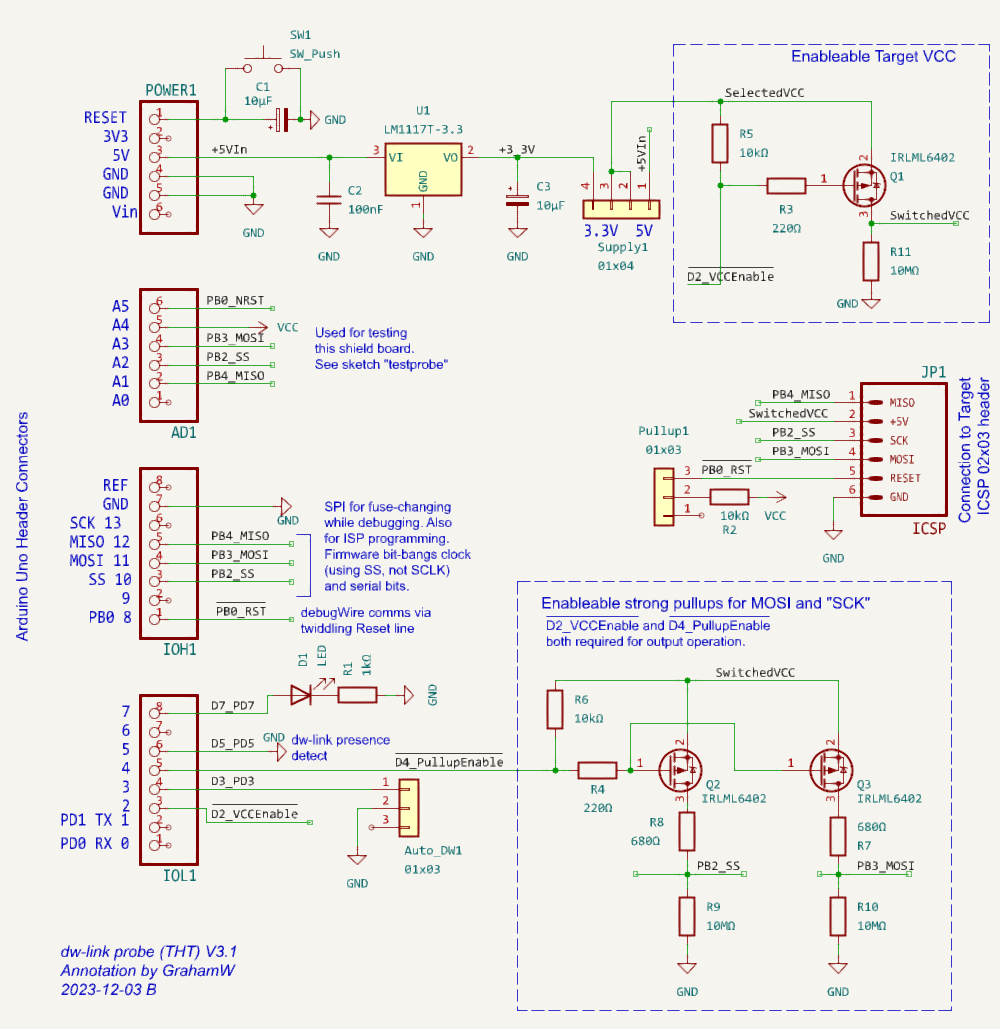 SW1
SW_Push
C1
10µF
GND
POWER1
RESET
3V3
5V
GND
GND
Vin
1
2
3
4
5
6
+5VIn
GND
C2
100nF
GND
U1
LM1117T-3.3
3
VI
VO
2
GND
1
GND
+3_3V
C3
10µF
GND
+5VIn
4
3
2
1
3.3V
5V
Supply1
01x04
Enableable Target VCC
SelectedVCC
R5
10kΩ
R3
220Ω
1
2
3
IRLML6402
Q1
SwitchedVCC
R11
10MΩ
GND
D2_VCCEnable
Arduino Uno Header Connectors
A5
A4
A3
A2
A1
A0
6
5
4
3
2
1
PB0_NRST
VCC
PB3_MOSI
PB2_SS
PB4_MISO
AD1
Used for testing
this shield board.
See sketch "testprobe"
JP1
PB4_MISO
1
MISO
SwitchedVCC
2
+5V
PB2_SS
3
SCK
PB3_MOSI
4
MOSI
PB0_RST
5
RESET
6
GND
GND
ICSP
Connection to Target
ICSP 02x03 header
Pullup1
01x03
3
2
1
10kΩ
R2
VCC
REF
GND
SCK 13
MISO 12
MOSI 11
SS 10
9
PB0 8
8
7
6
5
4
3
2
1
GND
PB4_MISO
PB3_MOSI
PB2_SS
PB0_RST
IOH1
SPI for fuse-changing
while debugging. Also
for ISP programming.
Firmware bit-bangs clock
(using SS, not SCLK)
and serial bits.
debugWire comms via
twiddling Reset line
D1
LED
R1
1kΩ
GND
7
6
5
4
3
2
PD1 TX 1
PD0 RX 0
8
7
6
5
4
3
2
1
D7_PD7
D5_PD5
GND
dw-link presence
detect
D4_PullupEnable
D3_PD3
D2_VCCEnable
IOL1
1
2
3
Auto_DW1
01x03
GND
Enableable strong pullups for MOSI and "SCK"
D2_VCCEnable and D4_PullupEnable
both required for output operation.
SwitchedVCC
R6
10kΩ
R4
220Ω
1
2
3
Q2
IRLML6402
1
2
3
Q3
IRLML6402
R8
680Ω
680Ω
R7
PB2_SS
PB3_MOSI
R9
10MΩ
R10
10MΩ
GND
GND
dw-link probe (THT) V3.1
Annotation by GrahamW
2023-12-03 B